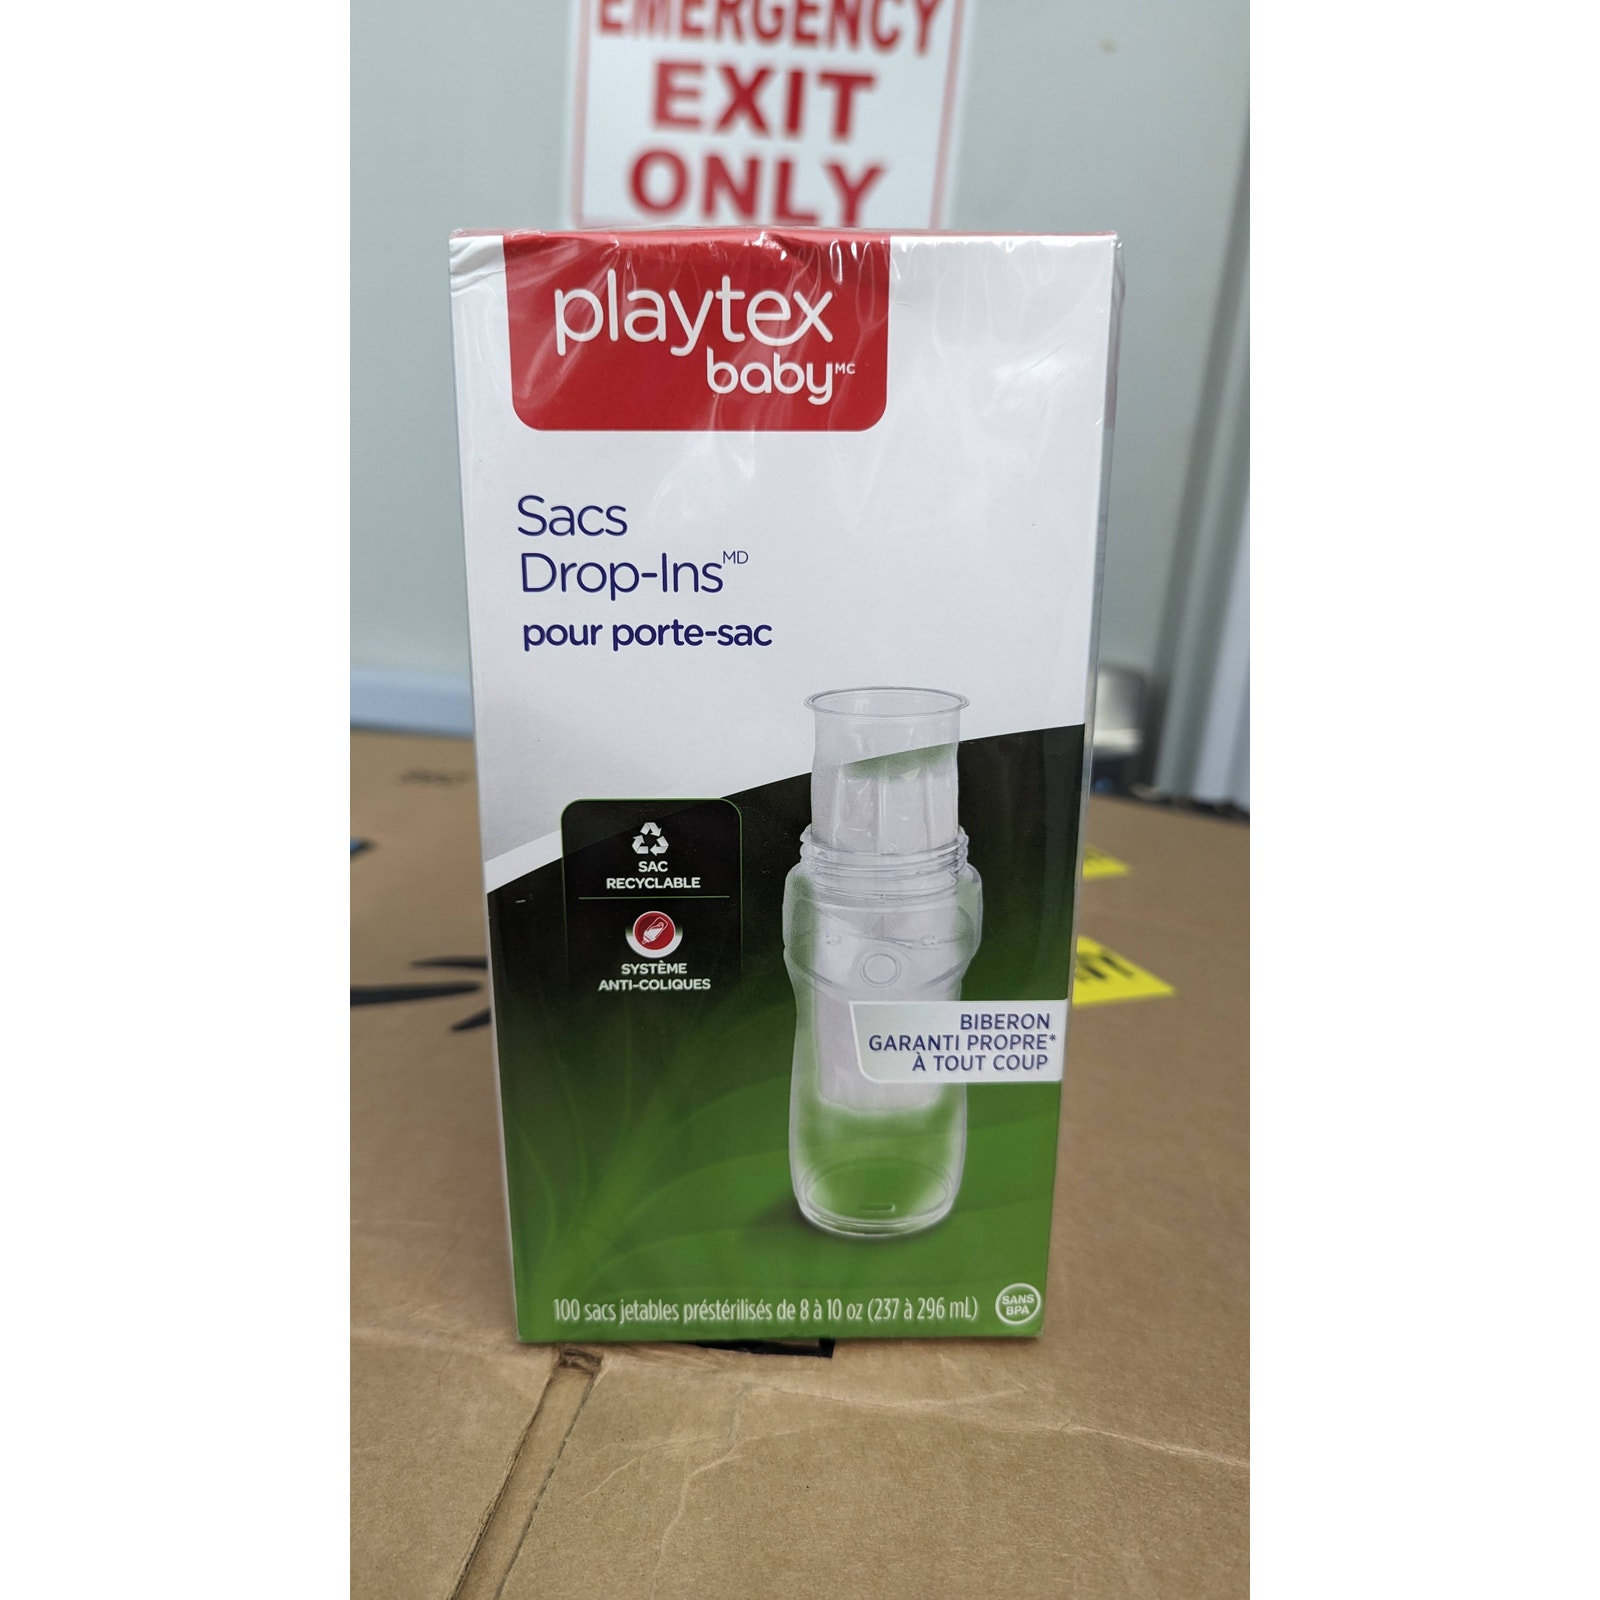 EMERGENCY
EXIT
ONLY
playtex
baby MC
Sacs
Drop-Ins MD
pour porte-sac
SAC
RECYCLABLE
SYSTÈME
ANTI-COLIQUES
BIBERON
GARANTI PROPRE*
À TOUT COUP
100 sacs jetables préstérilisés de 8 à 10 oz (237 à 296 mL)
SANS
BPA